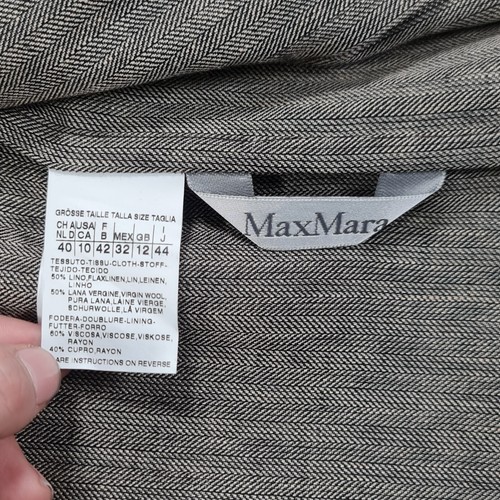 GRÖSSE TAILLE TALLA SIZE TAGLIA
CH AUSA F I
NL D CA B MEX GB J
40 10 42 32 12 44
TESSUTO-TISSU-CLOTH-STOFF-
TEJIDO-TECIDO
50% LINO,FLAX,LINEN,LIN,LEINEN,
LINHO
50% LANA VERGINE,VIRGIN WOOL,
PURA LANA,LAINE VIERGE,
SCHURWOLLE,LÃ VIRGEM
FODERA-DOUBLURE-LINING-
FUTTER-FORRO
60% VISCOSA,VISCOSE,VISKOSE,
RAYON
40% CUPRO,RAYON
ARE INSTRUCTIONS ON REVERSE
MaxMara